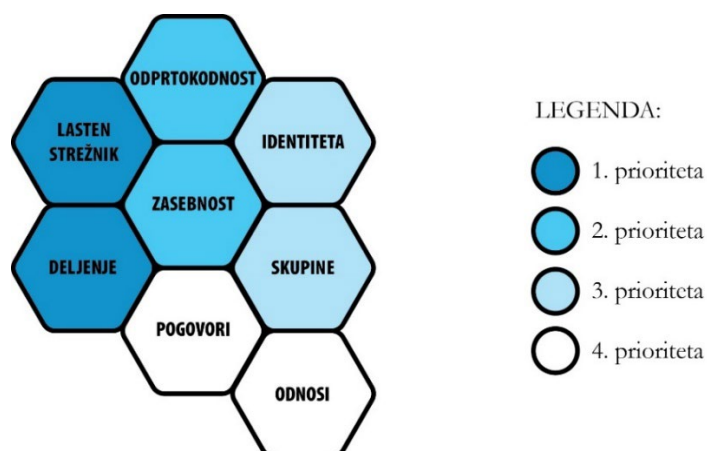 ODPRTOKODNOST
LASTEN
STREŽNIK
IDENTITETA
ZASEBNOST
DELJENJE
SKUPINE
POGOVORI
ODNOSI
LEGENDA:
1. prioriteta
2. prioriteta
3. prioriteta
4. prioriteta